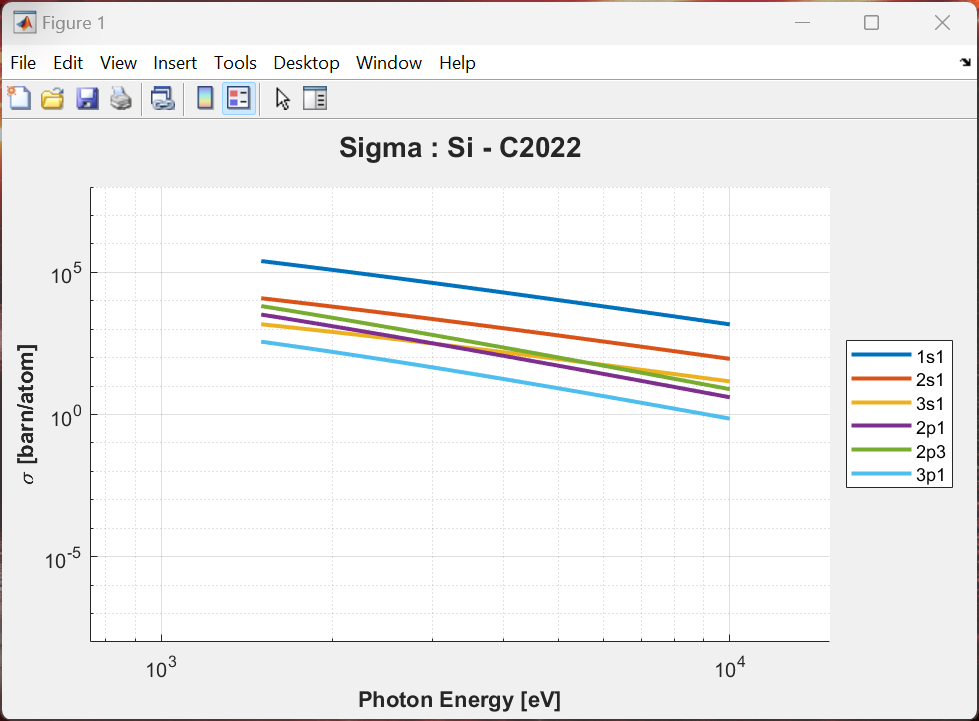 Figure 1
File Edit View Insert Tools Desktop Window Help
Sigma : Si - C2022
10^5
10^0
10^-5
σ [barn/atom]
10^3
10^4
Photon Energy [eV]
1s1
2s1
3s1
2p1
2p3
3p1